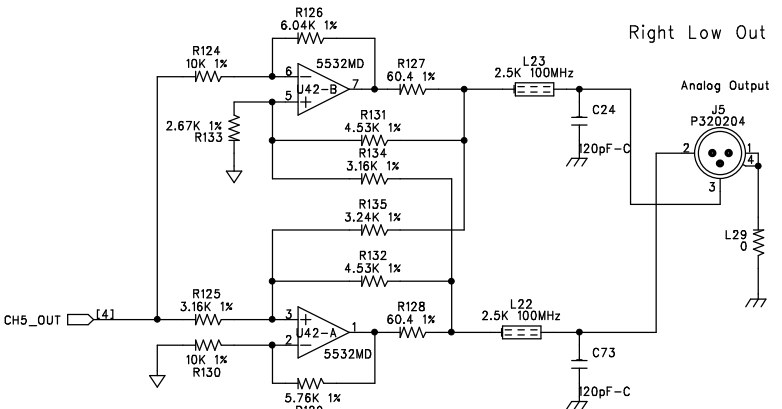 R126
6.04K 1%
Right Low Out
R124
10K 1%
5532MD
R127
60.4 1%
L23
2.5K 100MHz
6
7
U42-B
5
Analog Output
J5
P320204
2.67K 1%
R133
R131
4.53K 1%
C24
R134
3.16K 1%
120pF-C
2
1
4
3
R135
3.24K 1%
L29
0
R132
4.53K 1%
CH5_OUT
[4]
R125
3.16K 1%
3
1
U42-A
2
R128
60.4 1%
L22
2.5K 100MHz
5532MD
10K 1%
R130
C73
120pF-C
5.76K 1%